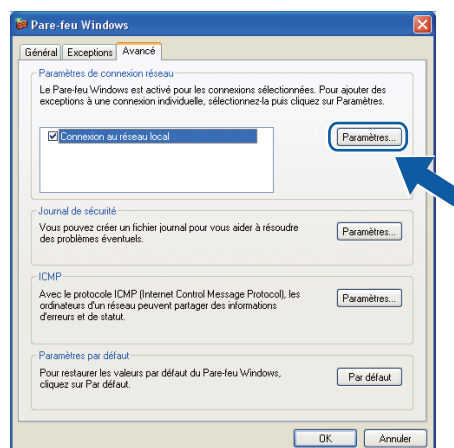 Pare-feu Windows
Général Exceptions Avancé
Paramètres de connexion réseau
Le Pare-feu Windows est activé pour les connexions sélectionnées. Pour ajouter des
exceptions à une connexion individuelle, sélectionnez-la puis cliquez sur Paramètres.
Connexion au réseau local
Paramètres...
Journal de sécurité
Vous pouvez créer un fichier journal pour vous aider à résoudre
des problèmes éventuels.
Paramètres...
ICMP
Avec le protocole ICMP (Internet Control Message Protocol), les
ordinateurs d'un réseau peuvent partager des informations
d'erreurs et de statut.
Paramètres...
Paramètres par défaut
Pour restaurer les valeurs par défaut du Pare-feu Windows,
cliquez sur Par défaut.
Par défaut
OK Annuler